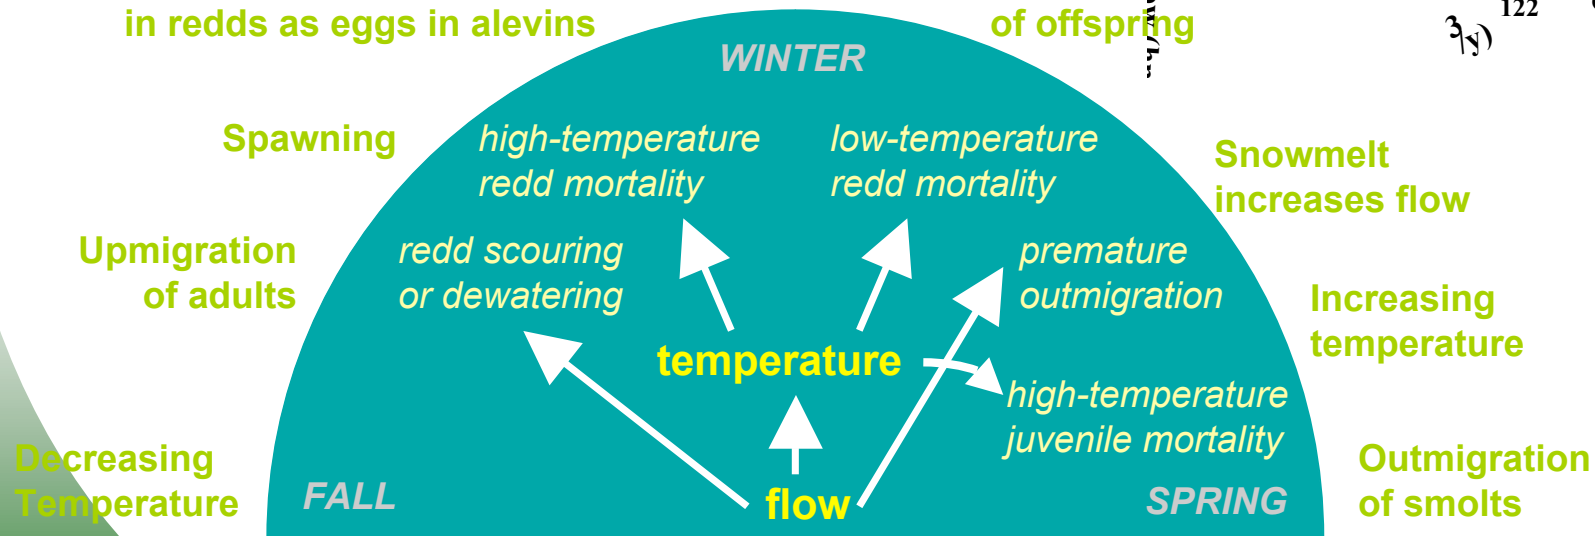 in redds as eggs in alevins
of offspring
122
3/y)
WINTER
Spawning
high-temperature
redd mortality
low-temperature
redd mortality
Snowmelt
increases flow
Upmigration
of adults
redd scouring
or dewatering
premature
outmigration
Increasing
temperature
temperature
high-temperature
juvenile mortality
Decreasing
Temperature
FALL
flow
SPRING
Outmigration
of smolts